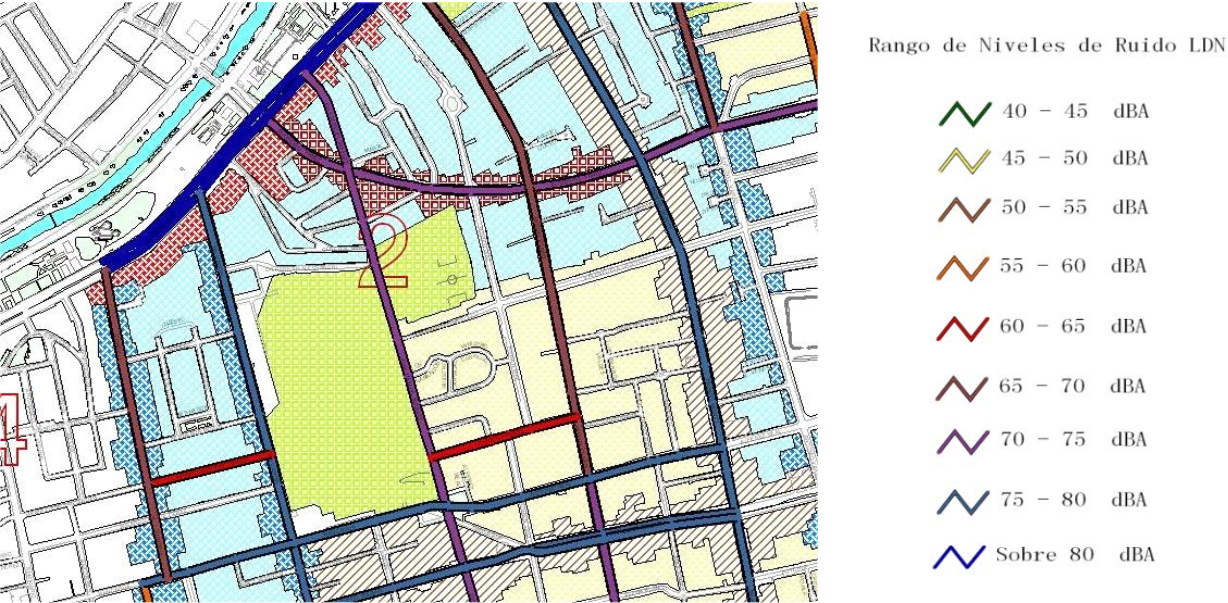 Rango de Niveles de Ruido LDN
40 - 45 dBA
45 - 50 dBA
50 - 55 dBA
55 - 60 dBA
60 - 65 dBA
65 - 70 dBA
70 - 75 dBA
75 - 80 dBA
Sobre 80 dBA
2
4